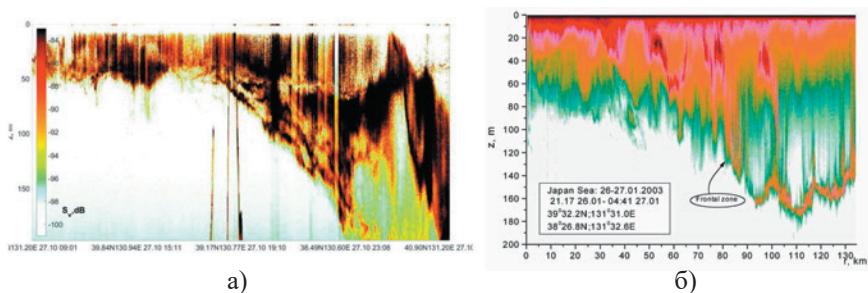 0
50
100
150
-84
-86
-88
-90
-92
-94
-96
-98
-100
Sv,dB
N131.20E 27.10 09:01 39.84N130.94E 27.10 15:11 39.17N130.77E 27.10 19:10 38.49N130.60E 27.10 23:08 40.90N131.20E 27.10
а)
z, m
0
20
40
60
80
100
120
140
160
180
200
Frontal zone
Japan Sea: 26-27.01.2003
21.17 26.01- 04:41 27.01
39°32.2N;131°31.0E
38°26.8N;131°32.6E
0 10 20 30 40 50 60 70 80 90 100 110 120 130
r, km
б)